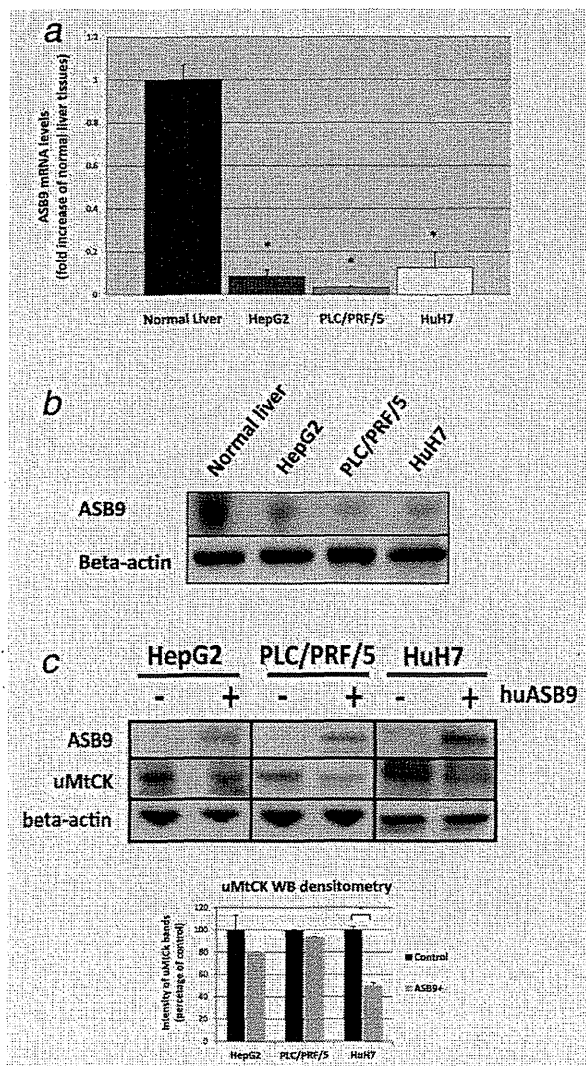 a
ASB9 mRNA levels
(fold increase of normal liver tissues)
1.2
1
0.8
0.6
0.4
0.2
0
* * *
Normal Liver HepG2 PLC/PRF/5 HuH7
b
Normal liver HepG2 PLC/PRF/5 HuH7
ASB9
Beta-actin
c
HepG2 PLC/PRF/5 HuH7
- + - + - + huASB9
ASB9
uMtCK
beta-actin
uMtCK WB densitometry
Intensity of uMtCK bands
(percetage of control)
120
100
80
60
40
20
0
Control
ASB9+
HepG2 PLC/PRF/5 HuH7